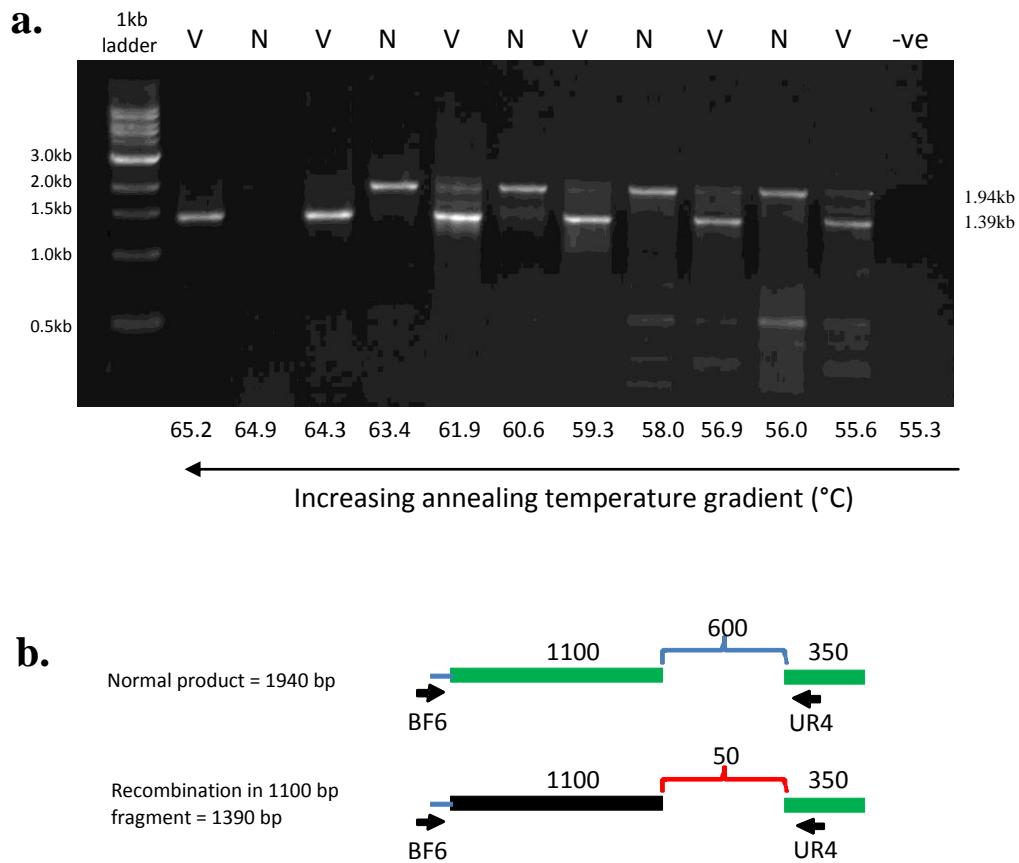 a.
1kb
ladder
V N V N V N V N V N V -ve
3.0kb
2.0kb
1.5kb
1.0kb
0.5kb
1.94kb
1.39kb
65.2 64.9 64.3 63.4 61.9 60.6 59.3 58.0 56.9 56.0 55.6 55.3
Increasing annealing temperature gradient (°C)
b.
600
1100 350
Normal product = 1940 bp
BF6 UR4
50
1100 350
Recombination in 1100 bp
fragment = 1390 bp
BF6 UR4